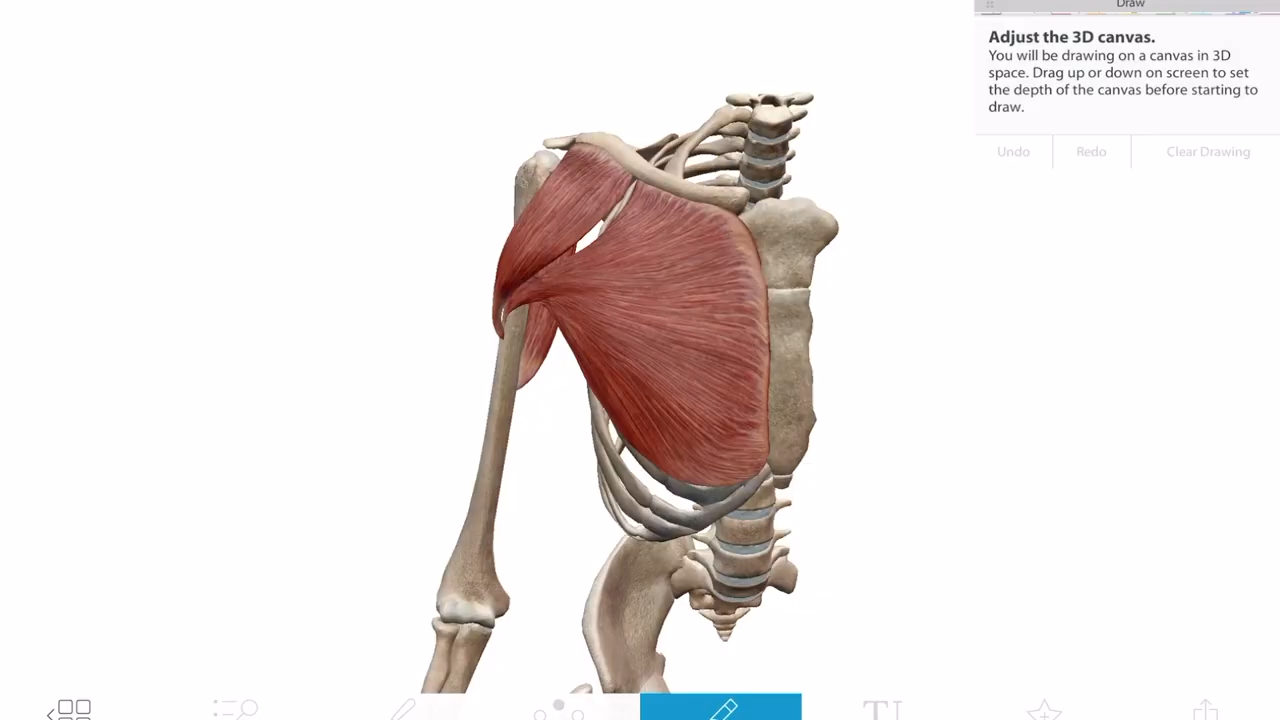 Draw
Adjust the 3D canvas.
You will be drawing on a canvas in 3D
space. Drag up or down on screen to set
the depth of the canvas before starting to
draw.
Undo Redo Clear Drawing